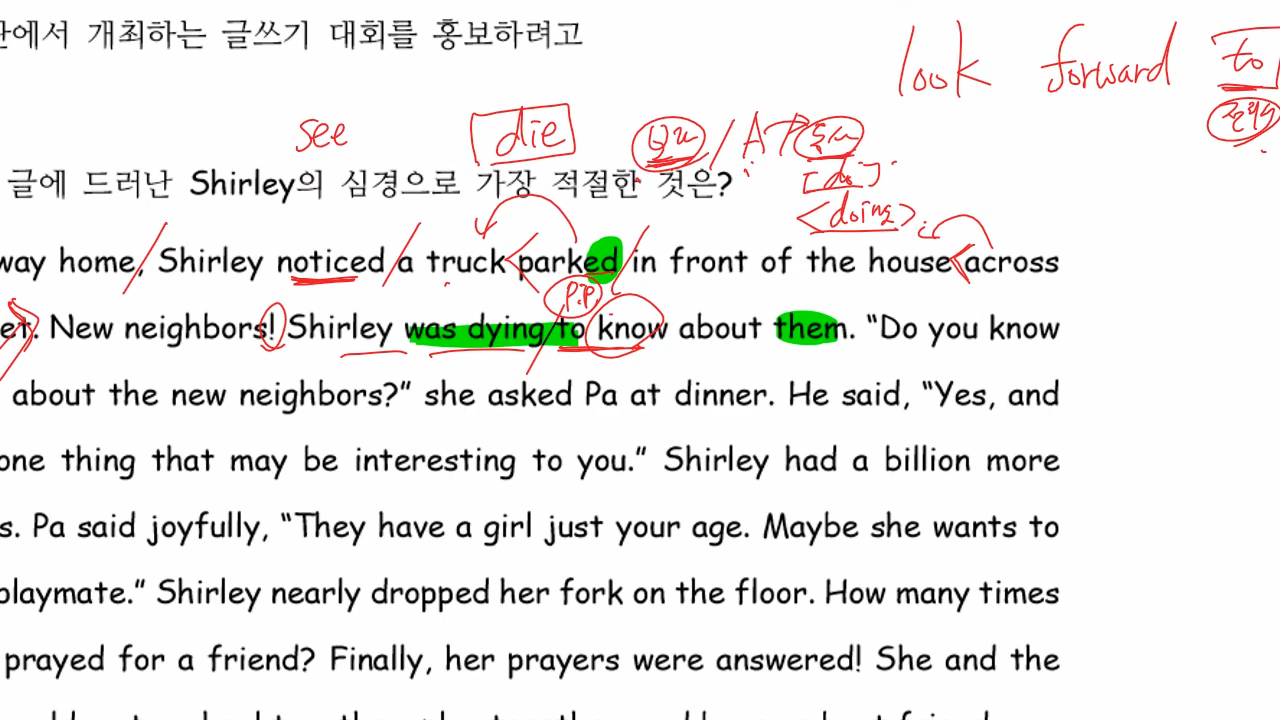 에서 개최하는 글쓰기 대회를 홍보하려고
look forward to
see die / A
글에 드러난 Shirley의 심경으로 가장 적절한 것은?
[do]
<doing>
way home, Shirley noticed a truck parked in front of the house across
p.p.
New neighbors! Shirley was dying to know about them. “Do you know
about the new neighbors?” she asked Pa at dinner. He said, “Yes, and
one thing that may be interesting to you.” Shirley had a billion more
s. Pa said joyfully, “They have a girl just your age. Maybe she wants to
playmate.” Shirley nearly dropped her fork on the floor. How many times
prayed for a friend? Finally, her prayers were answered! She and the